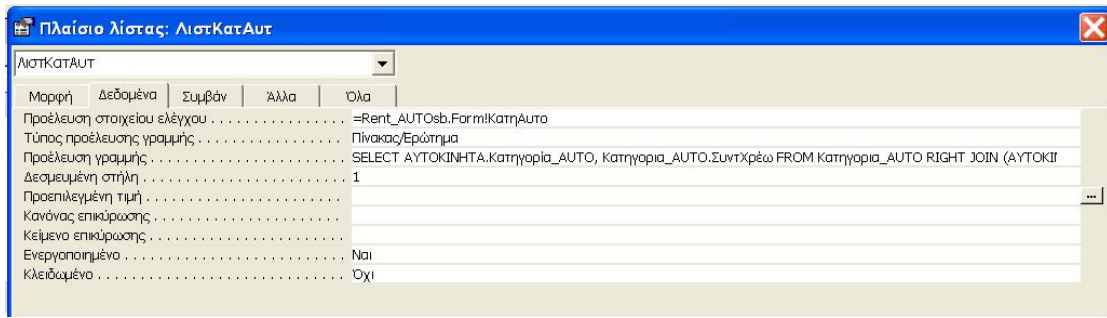 Πλαίσιο λίστας: ΛιστΚατΑυτ
ΛιστΚατΑυτ
Μορφή Δεδομένα Συμβάν Άλλα Όλα
Προέλευση στοιχείου ελέγχου . . . . . . . . . . . . . . . . =Rent_AUTOsb.Form!ΚατηΑυτο
Τύπος προέλευσης γραμμής . . . . . . . . . . . . . . . . . Πίνακας/Ερώτημα
Προέλευση γραμμής . . . . . . . . . . . . . . . . . . . . . . . . SELECT ΑΥΤΟΚΙΝΗΤΑ.Κατηγορία_AUTO, Κατηγορια_AUTO.ΣυντΧρέω FROM Κατηγορια_AUTO RIGHT JOIN (ΑΥΤΟΚΙΝ
Δεσμευμένη στήλη . . . . . . . . . . . . . . . . . . . . . . . . . 1
Προεπιλεγμένη τιμή . . . . . . . . . . . . . . . . . . . . . . . . ...
Κανόνας επικύρωσης . . . . . . . . . . . . . . . . . . . . . . .
Κείμενο επικύρωσης . . . . . . . . . . . . . . . . . . . . . . . .
Ενεργοποιημένο . . . . . . . . . . . . . . . . . . . . . . . . . . . Ναι
Κλειδωμένο . . . . . . . . . . . . . . . . . . . . . . . . . . . . . . . Όχι